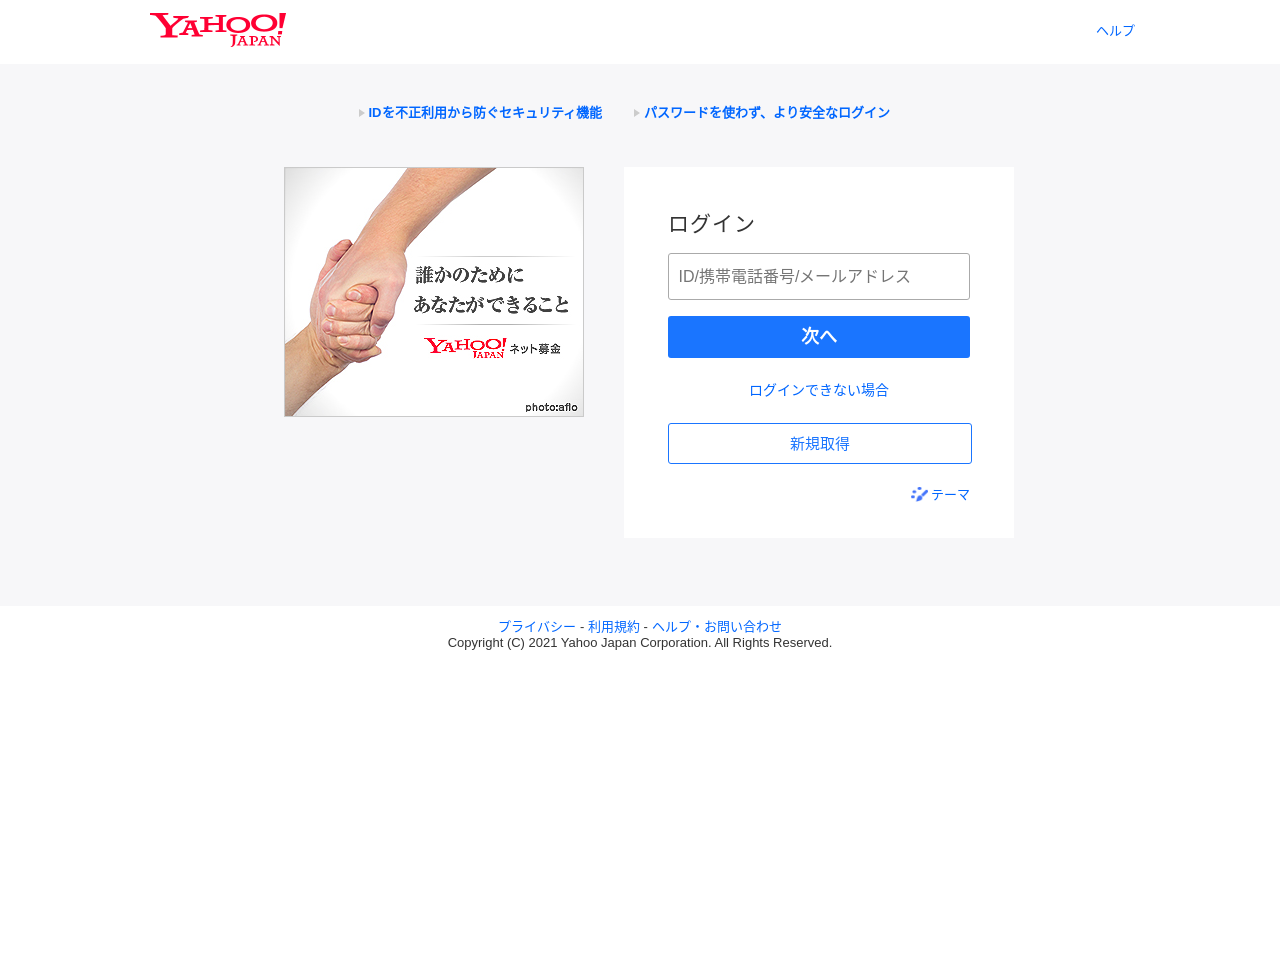 YAHOO!
JAPAN
ヘルプ
IDを不正利用から防ぐセキュリティ機能
パスワードを使わず、より安全なログイン
誰かのために
あなたができること
YAHOO!
JAPAN ネット募金
photo:aflo
ログイン
ID/携帯電話番号/メールアドレス
次へ
ログインできない場合
新規取得
テーマ
プライバシー - 利用規約 - ヘルプ・お問い合わせ
Copyright (C) 2021 Yahoo Japan Corporation. All Rights Reserved.